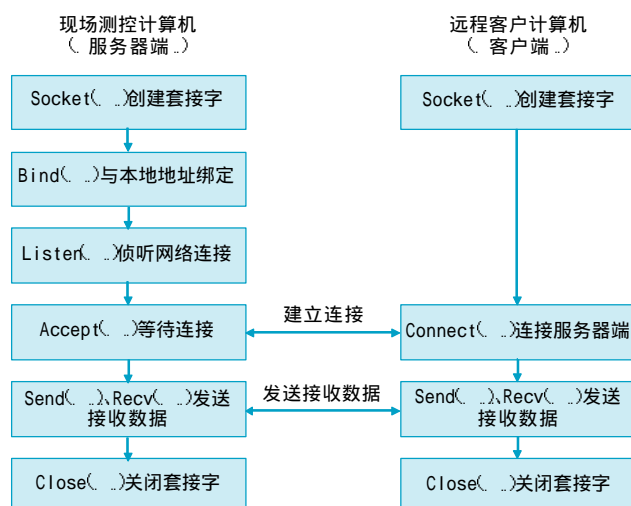 现场测控计算机
(. 服务器端 ..)
远程客户计算机
(. 客户端 ..)
Socket(. ..)创建套接字
Bind(. ..)与本地地址绑定
Listen(. ..)侦听网络连接
Accept(. ..)等待连接
Send(. ..)、Recv(. ..)发送
接收数据
Close(. ..)关闭套接字
建立连接
发送接收数据
Socket(. ..)创建套接字
Connect(. ..)连接服务器端
Send(. ..)、Recv(. ..)发送
接收数据
Close(. ..)关闭套接字